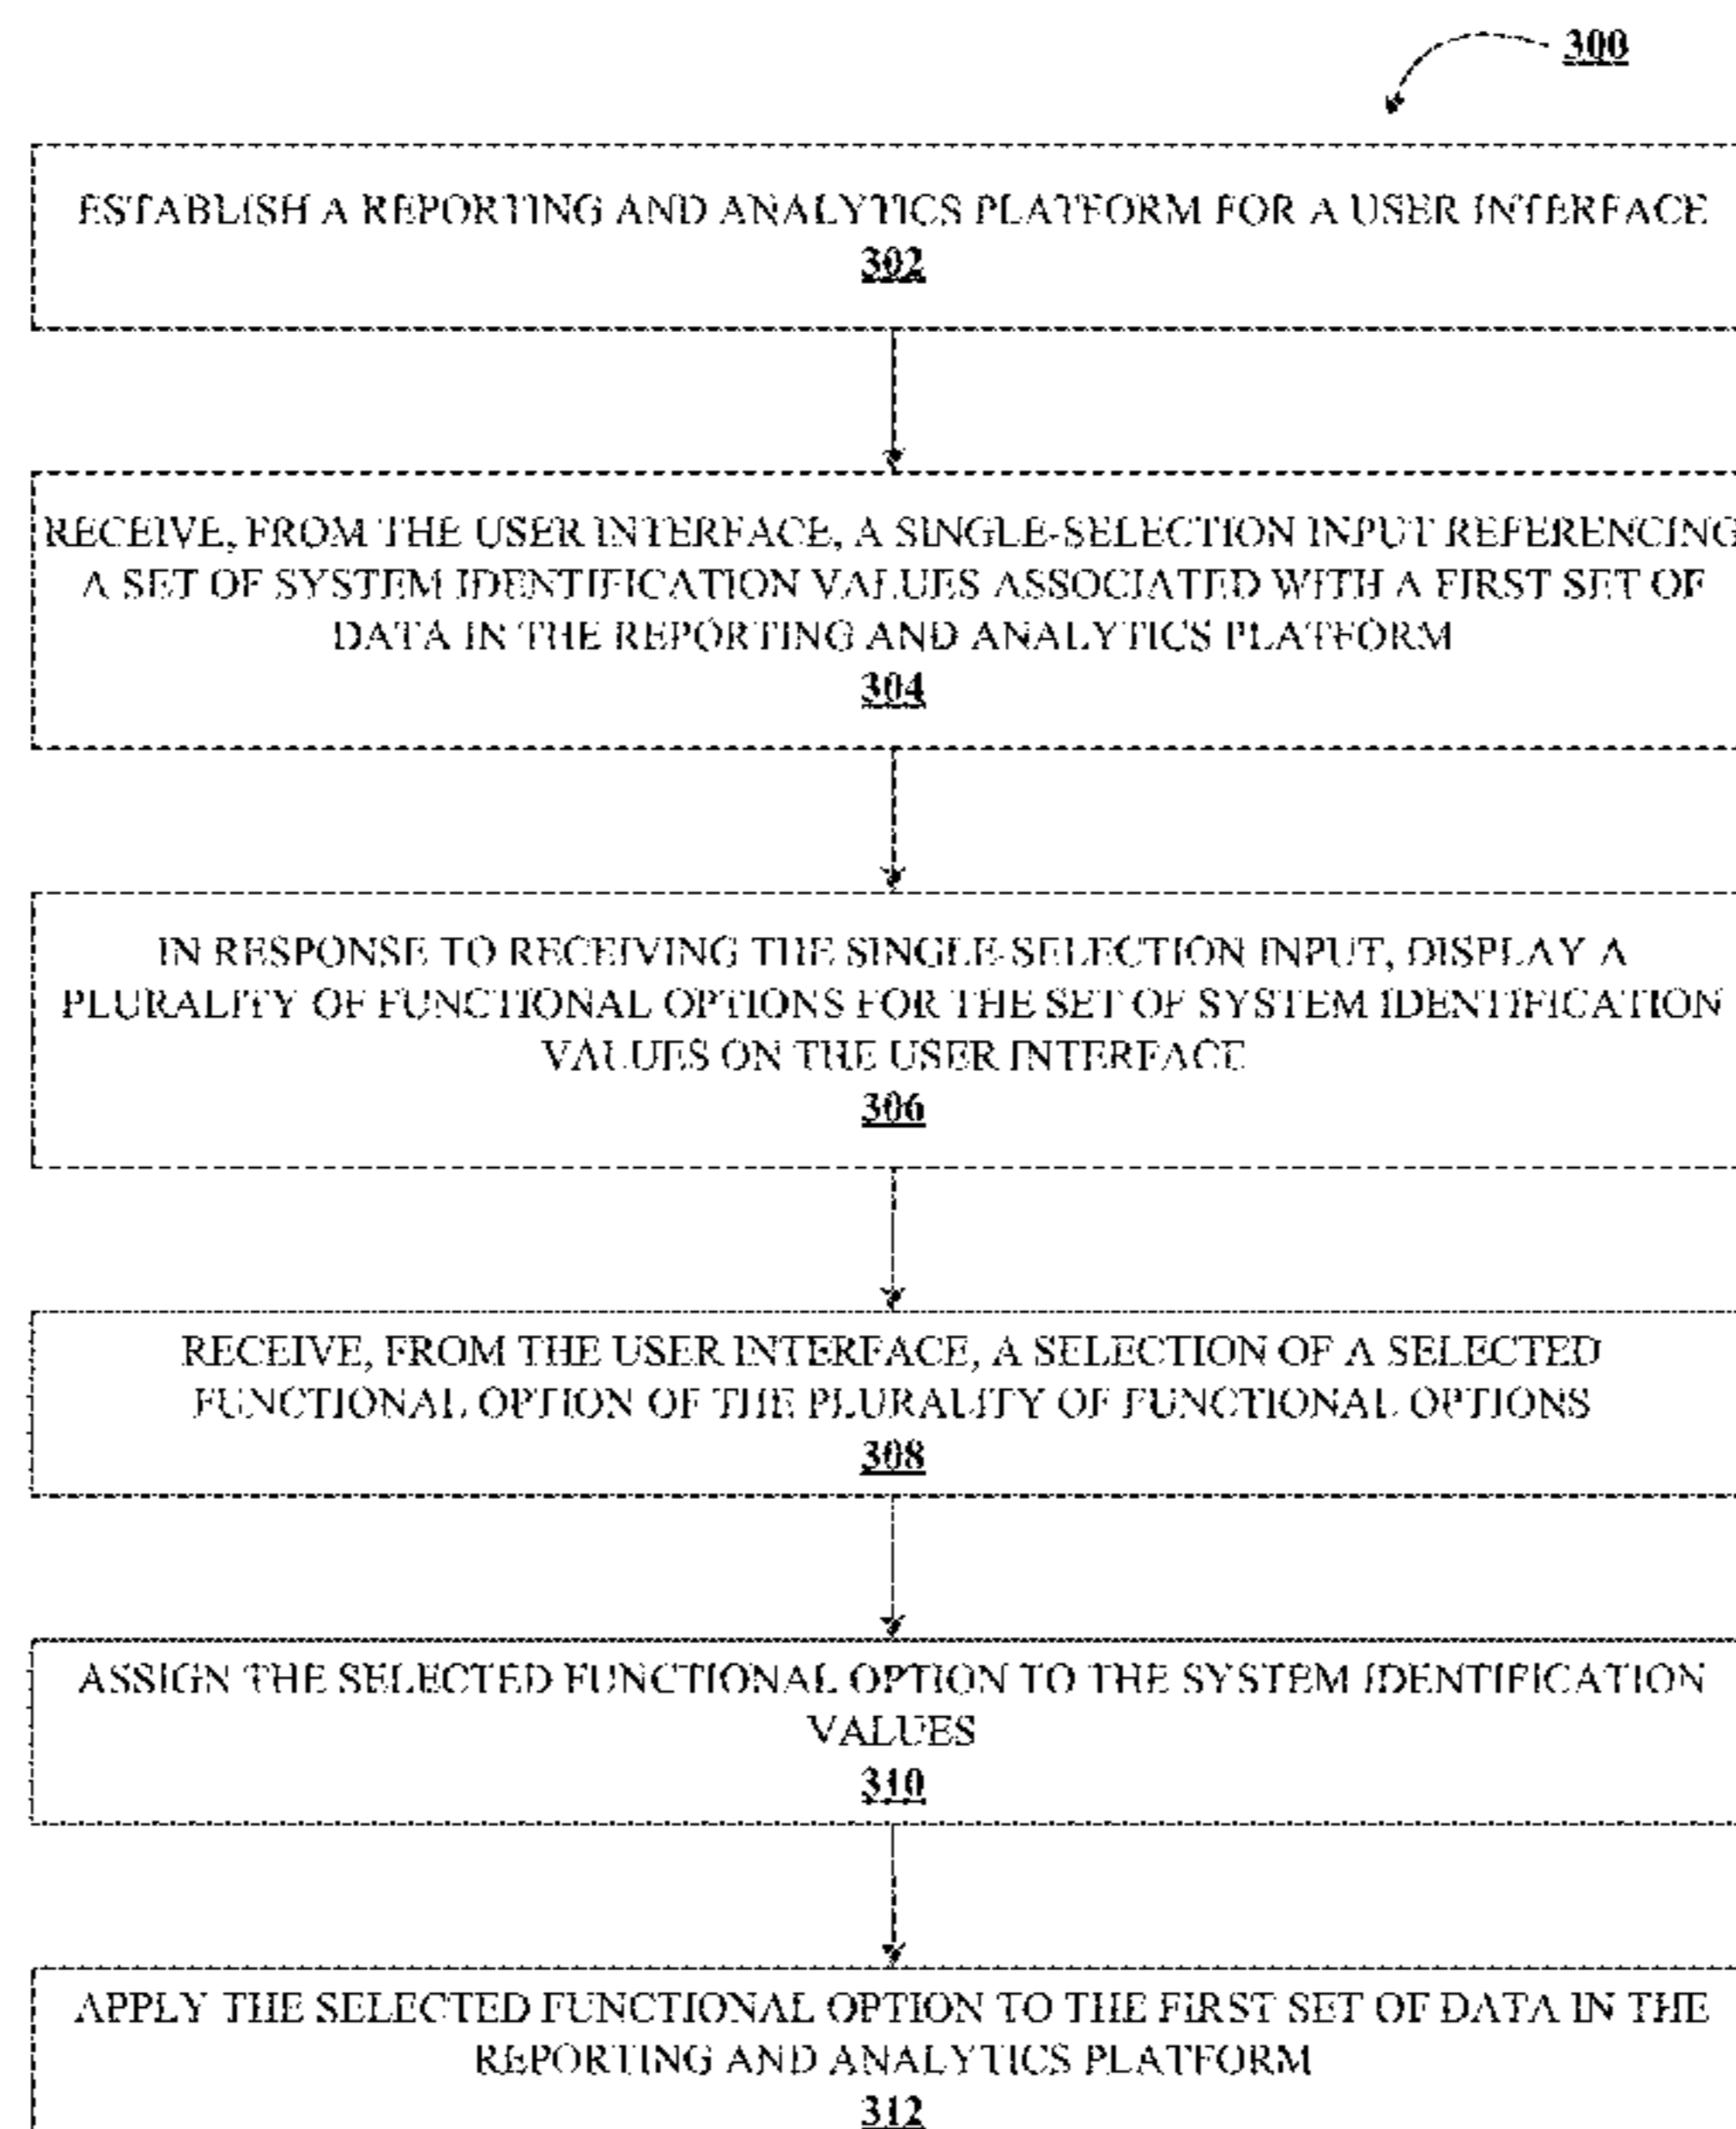 300
ESTABLISH A REPORTING AND ANALYTICS PLATFORM FOR A USER INTERFACE
302
RECEIVE, FROM THE USER INTERFACE, A SINGLE-SELECTION INPUT REFERENCING
A SET OF SYSTEM IDENTIFICATION VALUES ASSOCIATED WITH A FIRST SET OF
DATA IN THE REPORTING AND ANALYTICS PLATFORM
304
IN RESPONSE TO RECEIVING THE SINGLE-SELECTION INPUT, DISPLAY A
PLURALITY OF FUNCTIONAL OPTIONS FOR THE SET OF SYSTEM IDENTIFICATION
VALUES ON THE USER INTERFACE
306
RECEIVE, FROM THE USER INTERFACE, A SELECTION OF A SELECTED
FUNCTIONAL OPTION OF THE PLURALITY OF FUNCTIONAL OPTIONS
308
ASSIGN THE SELECTED FUNCTIONAL OPTION TO THE SYSTEM IDENTIFICATION
VALUES
310
APPLY THE SELECTED FUNCTIONAL OPTION TO THE FIRST SET OF DATA IN THE
REPORTING AND ANALYTICS PLATFORM
312